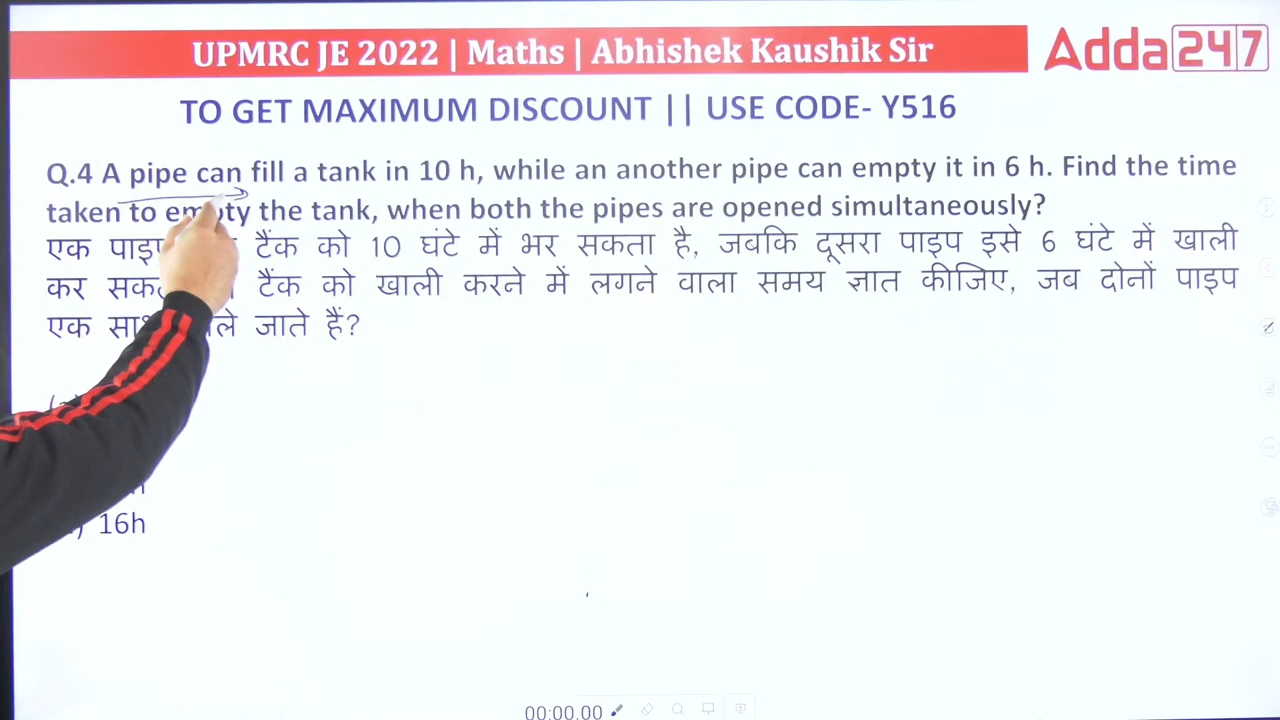 UPMRC JE 2022 | Maths | Abhishek Kaushik Sir
Adda247
TO GET MAXIMUM DISCOUNT || USE CODE- Y516
Q.4 A pipe can fill a tank in 10 h, while an another pipe can empty it in 6 h. Find the time
taken to empty the tank, when both the pipes are opened simultaneously?
एक टैंक को 10 घंटे में भर सकता है, जबकि दूसरा पाइप इसे 6 घंटे में खाली
कर टैंक को खाली करने में लगने वाला समय ज्ञात कीजिए, जब दोनों पाइप
एक जाते हैं?
16h
00:00.00